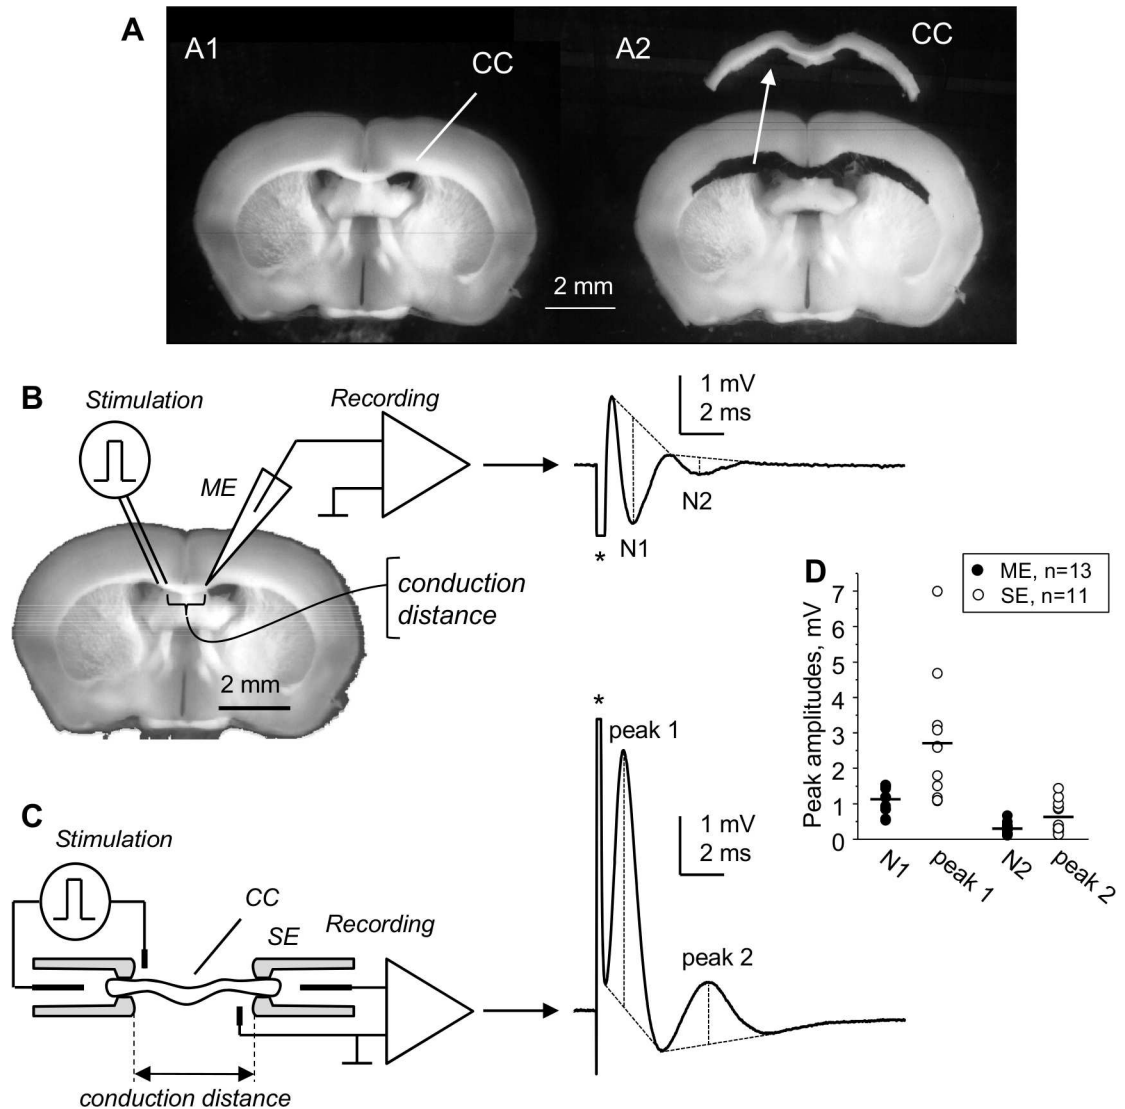 A
A1
CC
A2
CC
2 mm
B
Stimulation
Recording
ME
1 mV
2 ms
N2
N1
*
conduction
distance
2 mm
D
ME, n=13
SE, n=11
Peak amplitudes, mV
7
6
5
4
3
2
1
0
N1
peak 1
N2
peak 2
*
peak 1
1 mV
2 ms
peak 2
C
Stimulation
CC
SE
Recording
conduction distance